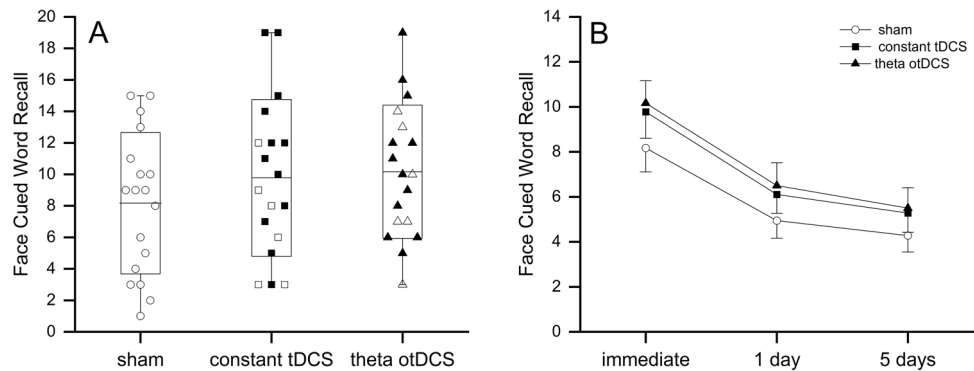 A
Face Cued Word Recall
20
18
16
14
12
10
8
6
4
2
0
sham
constant tDCS
theta otDCS
B
Face Cued Word Recall
14
12
10
8
6
4
2
0
immediate
1 day
5 days
sham
constant tDCS
theta otDCS